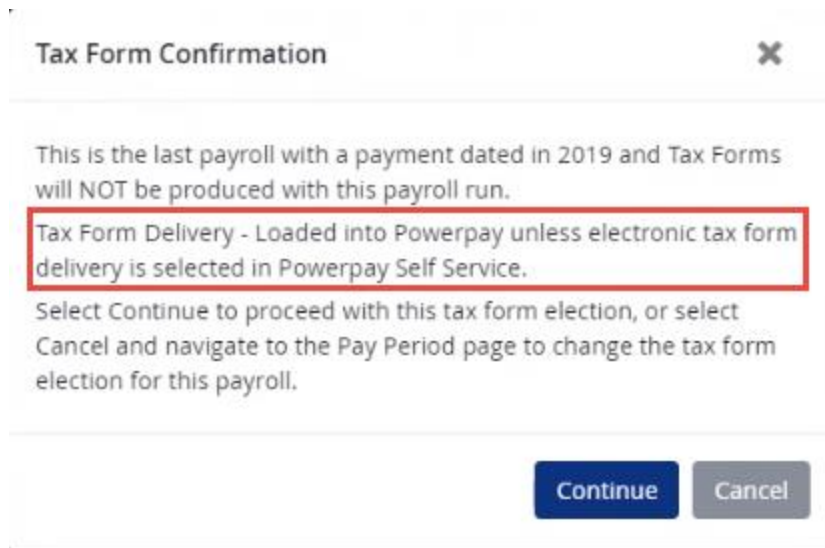 Tax Form Confirmation
This is the last payroll with a payment dated in 2019 and Tax Forms
will NOT be produced with this payroll run.
Tax Form Delivery - Loaded into Powerpay unless electronic tax form
delivery is selected in Powerpay Self Service.
Select Continue to proceed with this tax form election, or select
Cancel and navigate to the Pay Period page to change the tax form
election for this payroll.
Continue Cancel